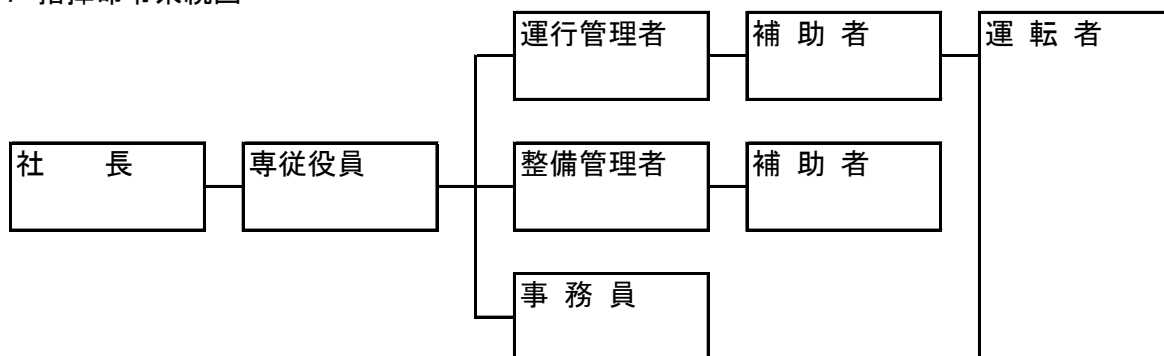 運行管理者 補 助 者 運 転 者
社 長 専従役員 整備管理者 補 助 者
事 務 員